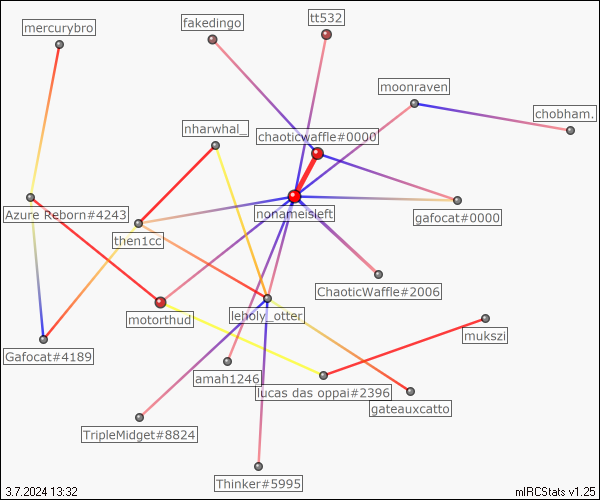 tt532
fakedingo
mercurybro
moonraven
chobham.
nharwhal_
chaoticwaffle#0000
Azure Reborn#4243
nonameisleft
gafocat#0000
then1cc
ChaoticWaffle#2006
leholy_otter
motorthud
mukszi
Gafocat#4189
amah1246
lucas das oppai#2396
gateauxcatto
TripleMidget#8824
Thinker#5995
3.7.2024 13:32
mIRCStats v1.25